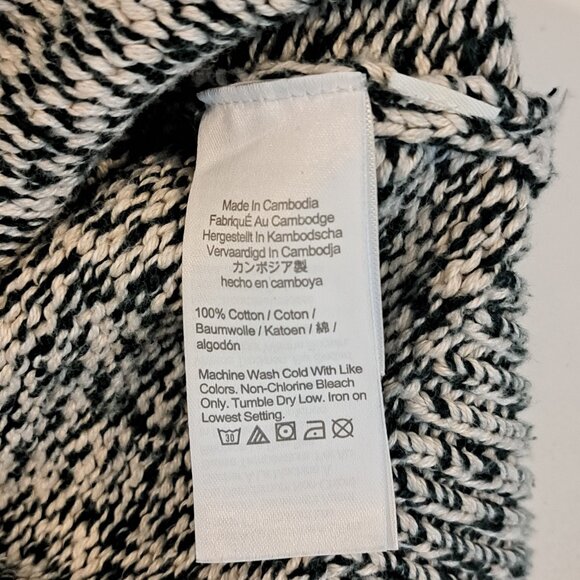 Made In Cambodia
FabriquÉ Au Cambodge
Hergestellt In Kambodscha
Vervaardigd In Cambodja
カンボジア製
hecho en camboya
100% Cotton / Coton /
Baumwolle / Katoen / 綿 /
algodón
Machine Wash Cold With Like
Colors. Non-Chlorine Bleach
Only. Tumble Dry Low. Iron on
Lowest Setting.
30